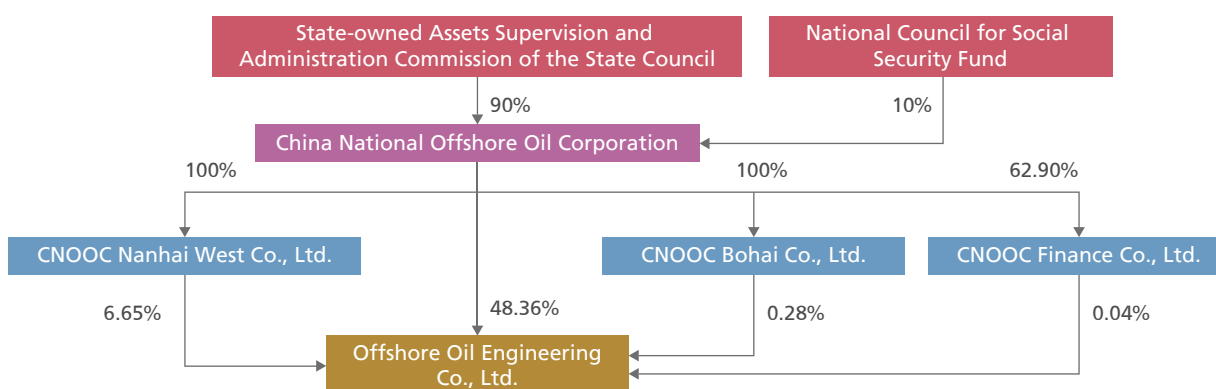 State-owned Assets Supervision and
Administration Commission of the State Council
National Council for Social
Security Fund
90%
10%
China National Offshore Oil Corporation
100%
100%
62.90%
CNOOC Nanhai West Co., Ltd.
CNOOC Bohai Co., Ltd.
CNOOC Finance Co., Ltd.
6.65%
48.36%
0.28%
0.04%
Offshore Oil Engineering
Co., Ltd.